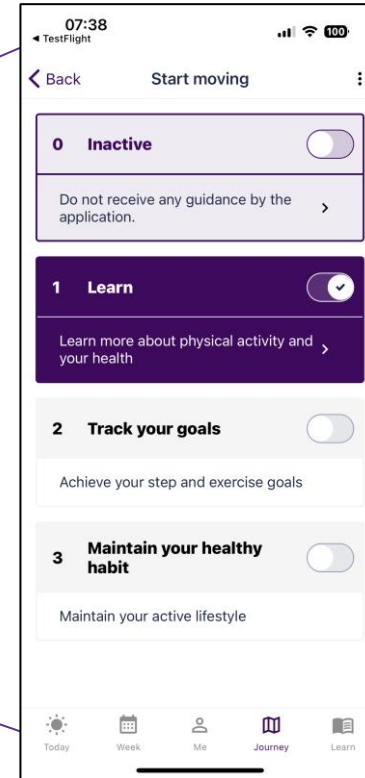 07:38
TestFlight
100
Back
Start moving
0 Inactive
Do not receive any guidance by the
application.
1 Learn
Learn more about physical activity and
your health
2 Track your goals
Achieve your step and exercise goals
3 Maintain your healthy
habit
Maintain your active lifestyle
Today Week Me Journey Learn